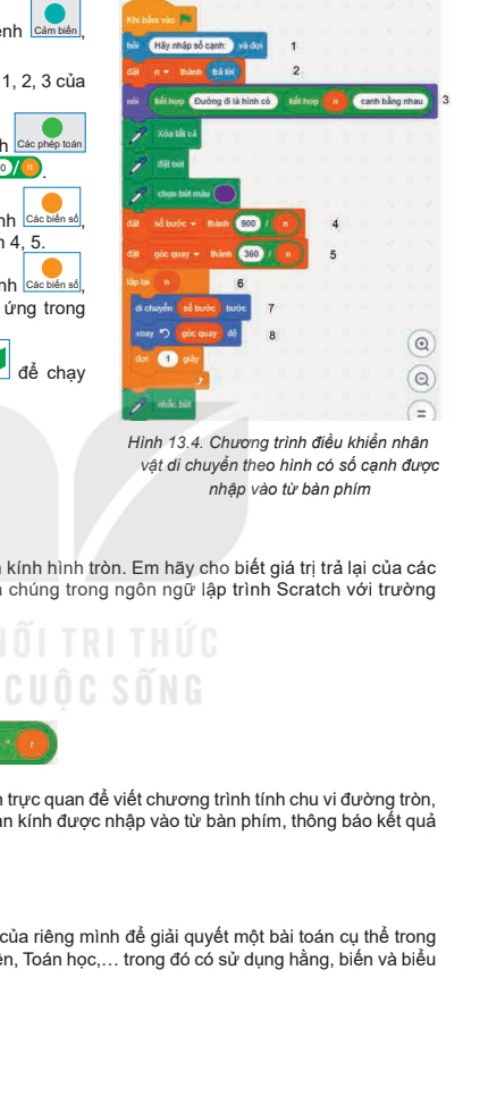 ệnh Cảm biến,
1, 2, 3 của
h Các phép toán
0 / n .
nh Các biến số,
n 4, 5.
nh Các biến số,
ứng trong
để chạy
Khi bấm vào
hỏi Hãy nhập số cạnh: và đợi 1
đặt n thành trả lời 2
nói kết hợp Đường đi là hình có kết hợp n cạnh bằng nhau 3
Xóa tất cả
đặt bút
chọn bút màu
đặt số bước thành 900 / n 4
đặt góc quay thành 360 / n 5
lặp lại n 6
di chuyển số bước bước 7
xoay góc quay độ 8
đợi 1 giây
nhấc bút
Hình 13.4. Chương trình điều khiển nhân
vật di chuyển theo hình có số cạnh được
nhập vào từ bàn phím
kính hình tròn. Em hãy cho biết giá trị trả lại của các
chúng trong ngôn ngữ lập trình Scratch với trường
NỐI TRI THỨC
CUỘC SỐNG
* r
trực quan để viết chương trình tính chu vi đường tròn,
án kính được nhập vào từ bàn phím, thông báo kết quả
của riêng mình để giải quyết một bài toán cụ thể trong
ên, Toán học,... trong đó có sử dụng hằng, biến và biểu